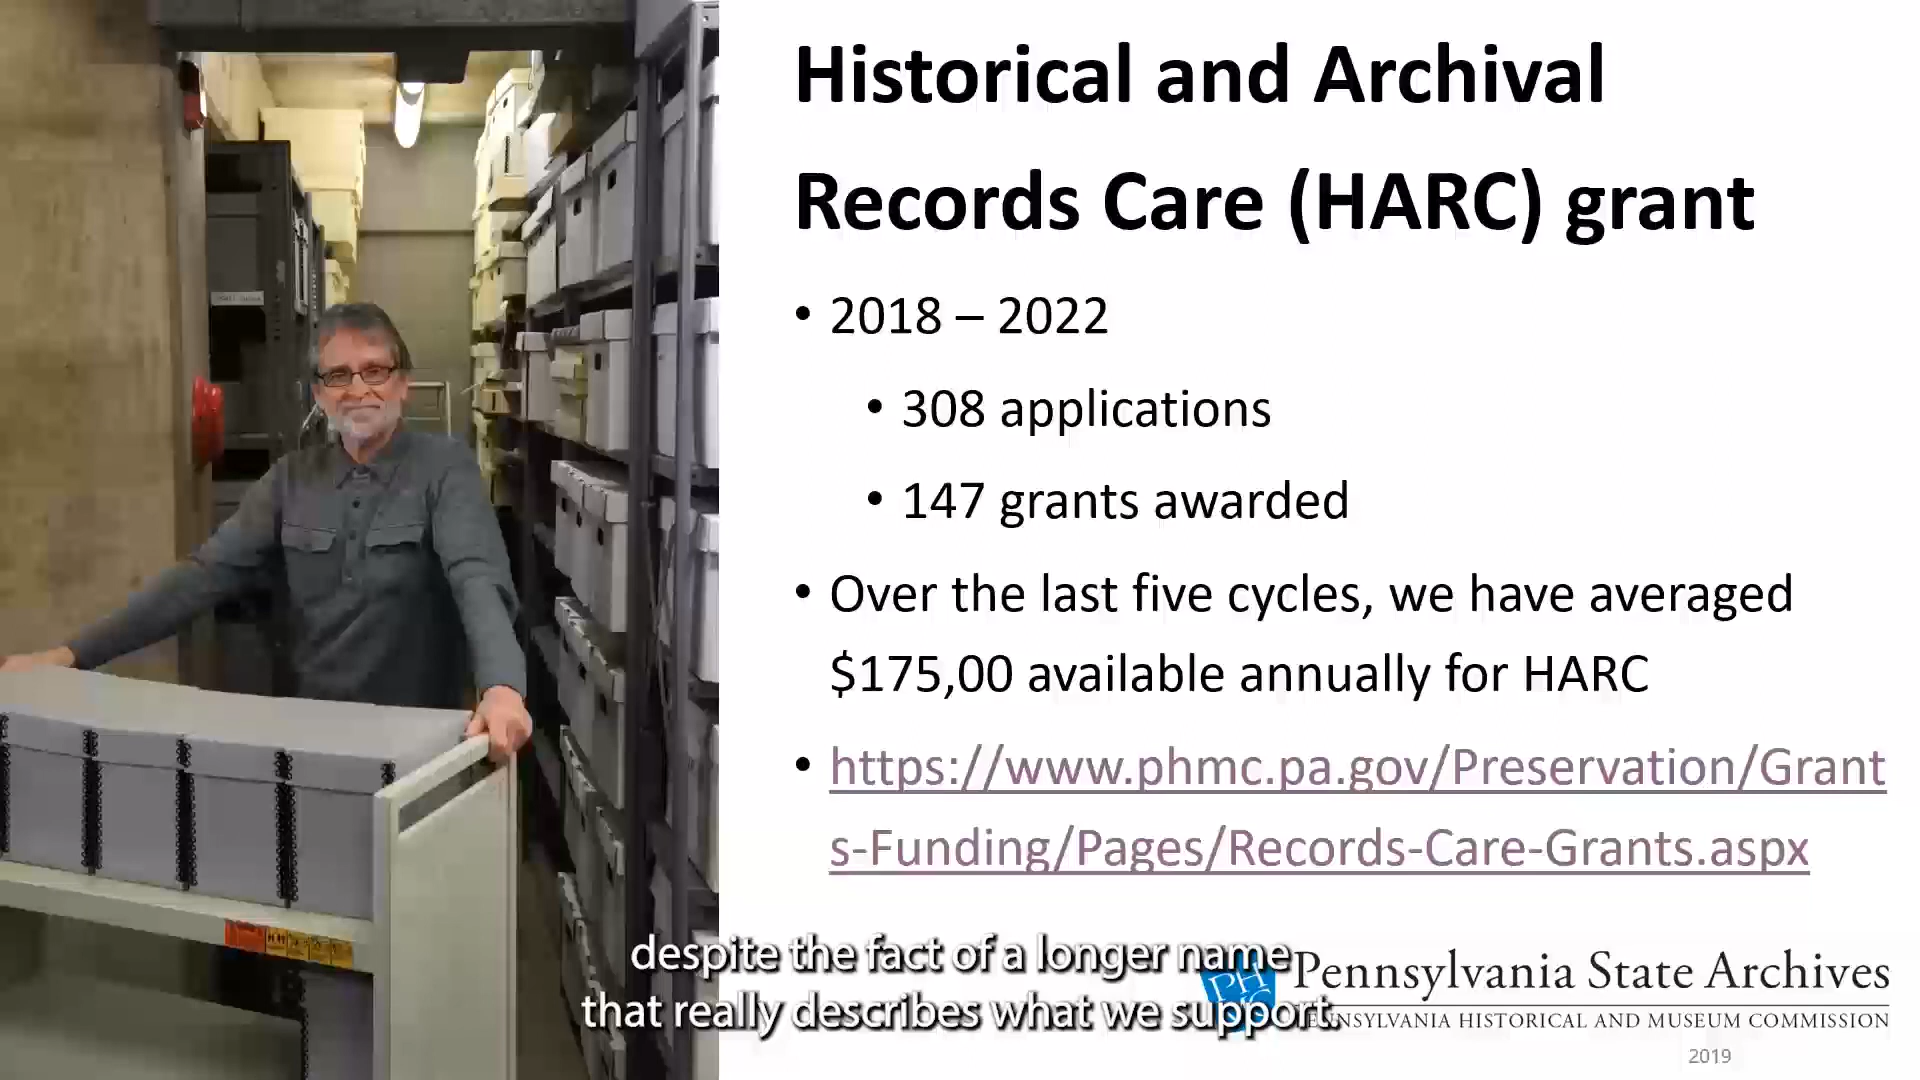 Historical and Archival
Records Care (HARC) grant
• 2018 – 2022
• 308 applications
• 147 grants awarded
• Over the last five cycles, we have averaged
$175,00 available annually for HARC
• https://www.phmc.pa.gov/Preservation/Grant
s-Funding/Pages/Records-Care-Grants.aspx
despite the fact of a longer name
that really describes what we support.
PH
Pennsylvania State Archives
PENNSYLVANIA HISTORICAL AND MUSEUM COMMISSION
2019